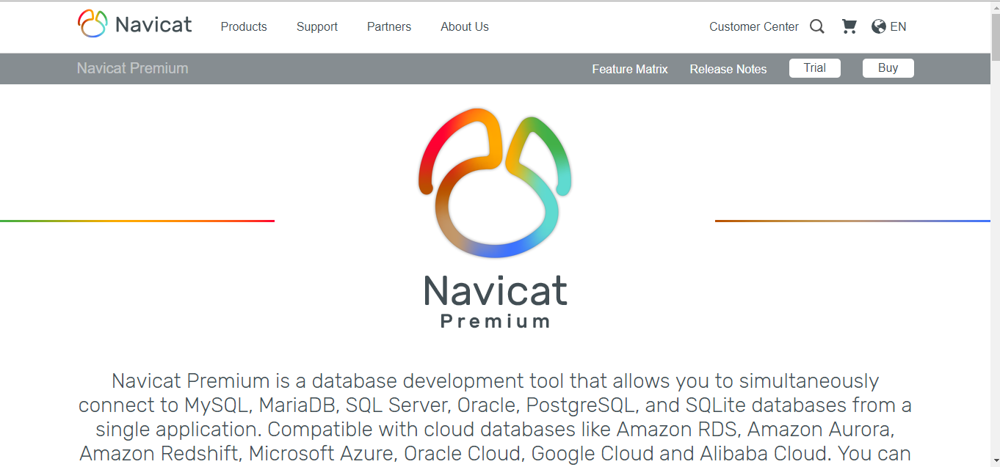 Navicat Products Support Partners About Us Customer Center EN
Navicat Premium Feature Matrix Release Notes Trial Buy
Navicat
Premium
Navicat Premium is a database development tool that allows you to simultaneously
connect to MySQL, MariaDB, SQL Server, Oracle, PostgreSQL, and SQLite databases from a
single application. Compatible with cloud databases like Amazon RDS, Amazon Aurora,
Amazon Redshift, Microsoft Azure, Oracle Cloud, Google Cloud and Alibaba Cloud. You can